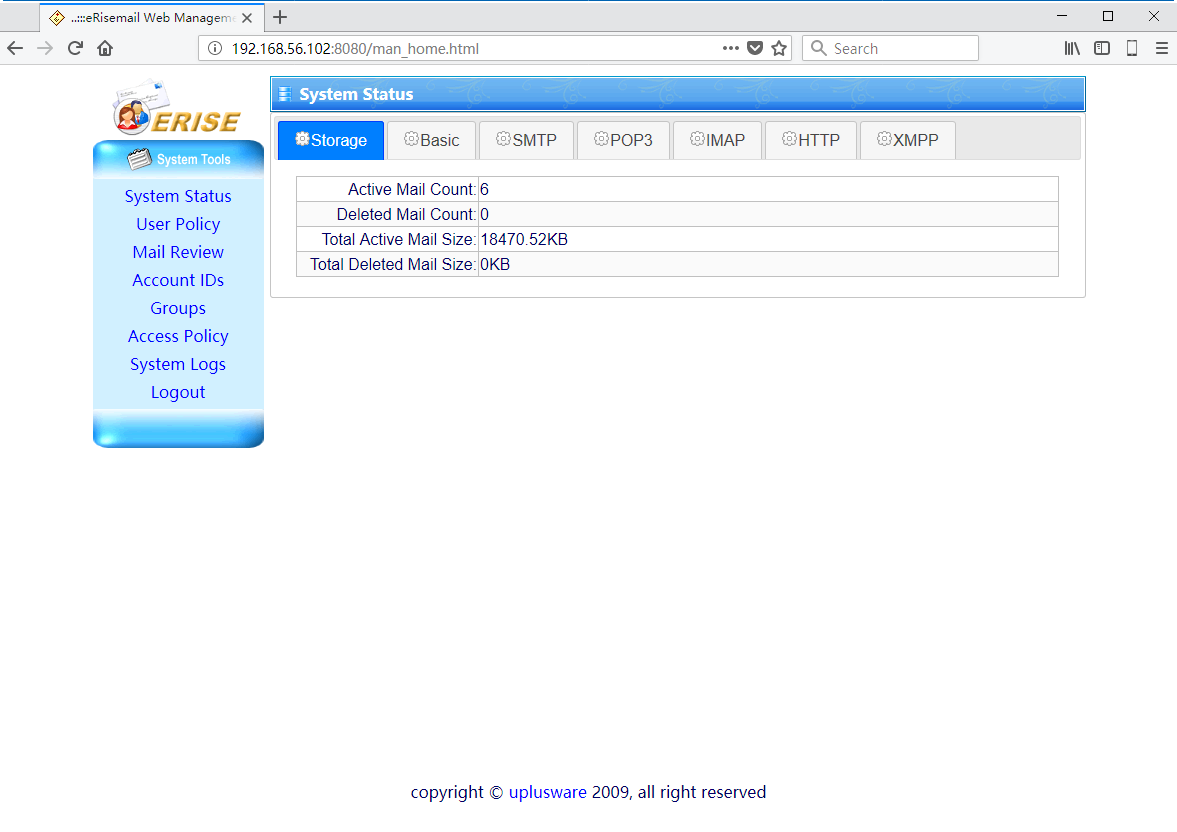 ..:::eRisemail Web Managem
192.168.56.102:8080/man_home.html
Search
ERISE
System Tools
System Status
User Policy
Mail Review
Account IDs
Groups
Access Policy
System Logs
Logout
System Status
Storage Basic SMTP POP3 IMAP HTTP XMPP
Active Mail Count: 6
Deleted Mail Count: 0
Total Active Mail Size: 18470.52KB
Total Deleted Mail Size: 0KB
copyright © uplusware 2009, all right reserved